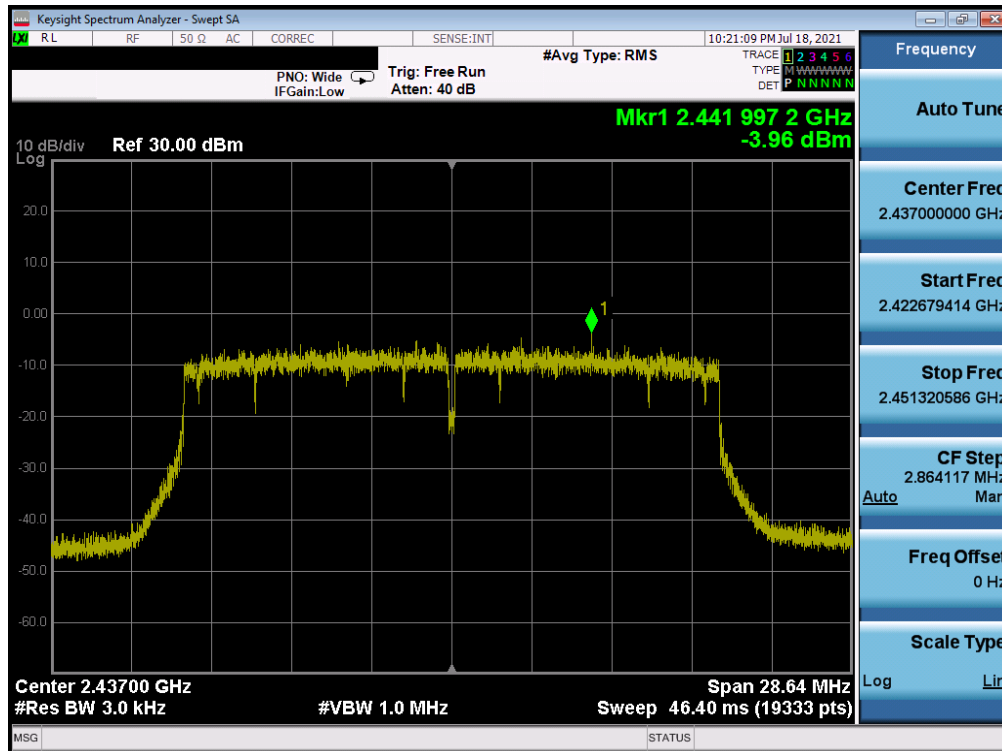 Keysight Spectrum Analyzer - Swept SA
LXI RL RF 50 Ω AC CORREC SENSE:INT 10:21:09 PM Jul 18, 2021
PNO: Wide
IFGain:Low
Trig: Free Run
Atten: 40 dB
#Avg Type: RMS
TRACE 1 2 3 4 5 6
TYPE M W W W W W
DET P N N N N N
Mkr1 2.441 997 2 GHz
-3.96 dBm
10 dB/div Ref 30.00 dBm
Log
20.0
10.0
0.00
1
-10.0
-20.0
-30.0
-40.0
-50.0
-60.0
Center 2.43700 GHz Span 28.64 MHz
#Res BW 3.0 kHz #VBW 1.0 MHz Sweep 46.40 ms (19333 pts)
MSG STATUS
Frequency
Auto Tune
Center Freq
2.437000000 GHz
Start Freq
2.422679414 GHz
Stop Freq
2.451320586 GHz
CF Step
2.864117 MHz
Auto Man
Freq Offset
0 Hz
Scale Type
Log Lin